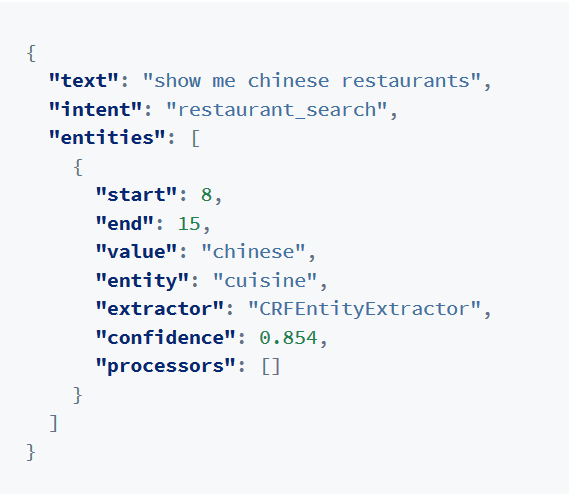 {
  "text": "show me chinese restaurants",
  "intent": "restaurant_search",
  "entities": [
    {
      "start": 8,
      "end": 15,
      "value": "chinese",
      "entity": "cuisine",
      "extractor": "CRFEntityExtractor",
      "confidence": 0.854,
      "processors": []
    }
  ]
}